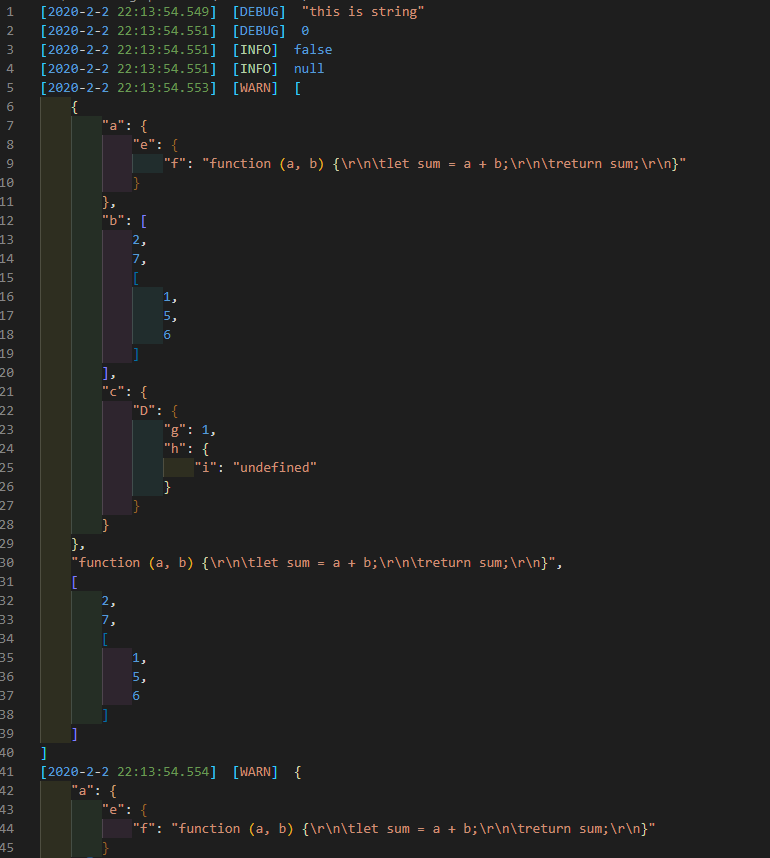 1 [2020-2-2 22:13:54.549] [DEBUG] "this is string"
2 [2020-2-2 22:13:54.551] [DEBUG] 0
3 [2020-2-2 22:13:54.551] [INFO] false
4 [2020-2-2 22:13:54.551] [INFO] null
5 [2020-2-2 22:13:54.553] [WARN] [
6 {
7 "a": {
8 "e": {
9 "f": "function (a, b) {\r\n\tlet sum = a + b;\r\n\treturn sum;\r\n}"
10 }
11 },
12 "b": [
13 2,
14 7,
15 [
16 1,
17 5,
18 6
19 ]
20 ],
21 "c": {
22 "D": {
23 "g": 1,
24 "h": {
25 "i": "undefined"
26 }
27 }
28 }
29 },
30 "function (a, b) {\r\n\tlet sum = a + b;\r\n\treturn sum;\r\n}",
31 [
32 2,
33 7,
34 [
35 1,
36 5,
37 6
38 ]
39 ]
40 ]
41 [2020-2-2 22:13:54.554] [WARN] {
42 "a": {
43 "e": {
44 "f": "function (a, b) {\r\n\tlet sum = a + b;\r\n\treturn sum;\r\n}"
45 }